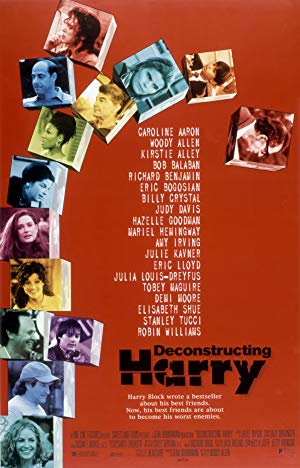 CAROLINE AARON
WOODY ALLEN
KIRSTIE ALLEY
BOB BALABAN
RICHARD BENJAMIN
ERIC BOGOSIAN
BILLY CRYSTAL
JUDY DAVIS
HAZELLE GOODMAN
MARIEL HEMINGWAY
AMY IRVING
JULIE KAVNER
ERIC LLOYD
JULIA LOUIS-DREYFUS
TOBEY MAGUIRE
DEMI MOORE
ELISABETH SHUE
STANLEY TUCCI
ROBIN WILLIAMS
Deconstructing
Harry
Harry Block wrote a bestseller
about his best friends.
Now, his best friends are about
to become his worst enemies.